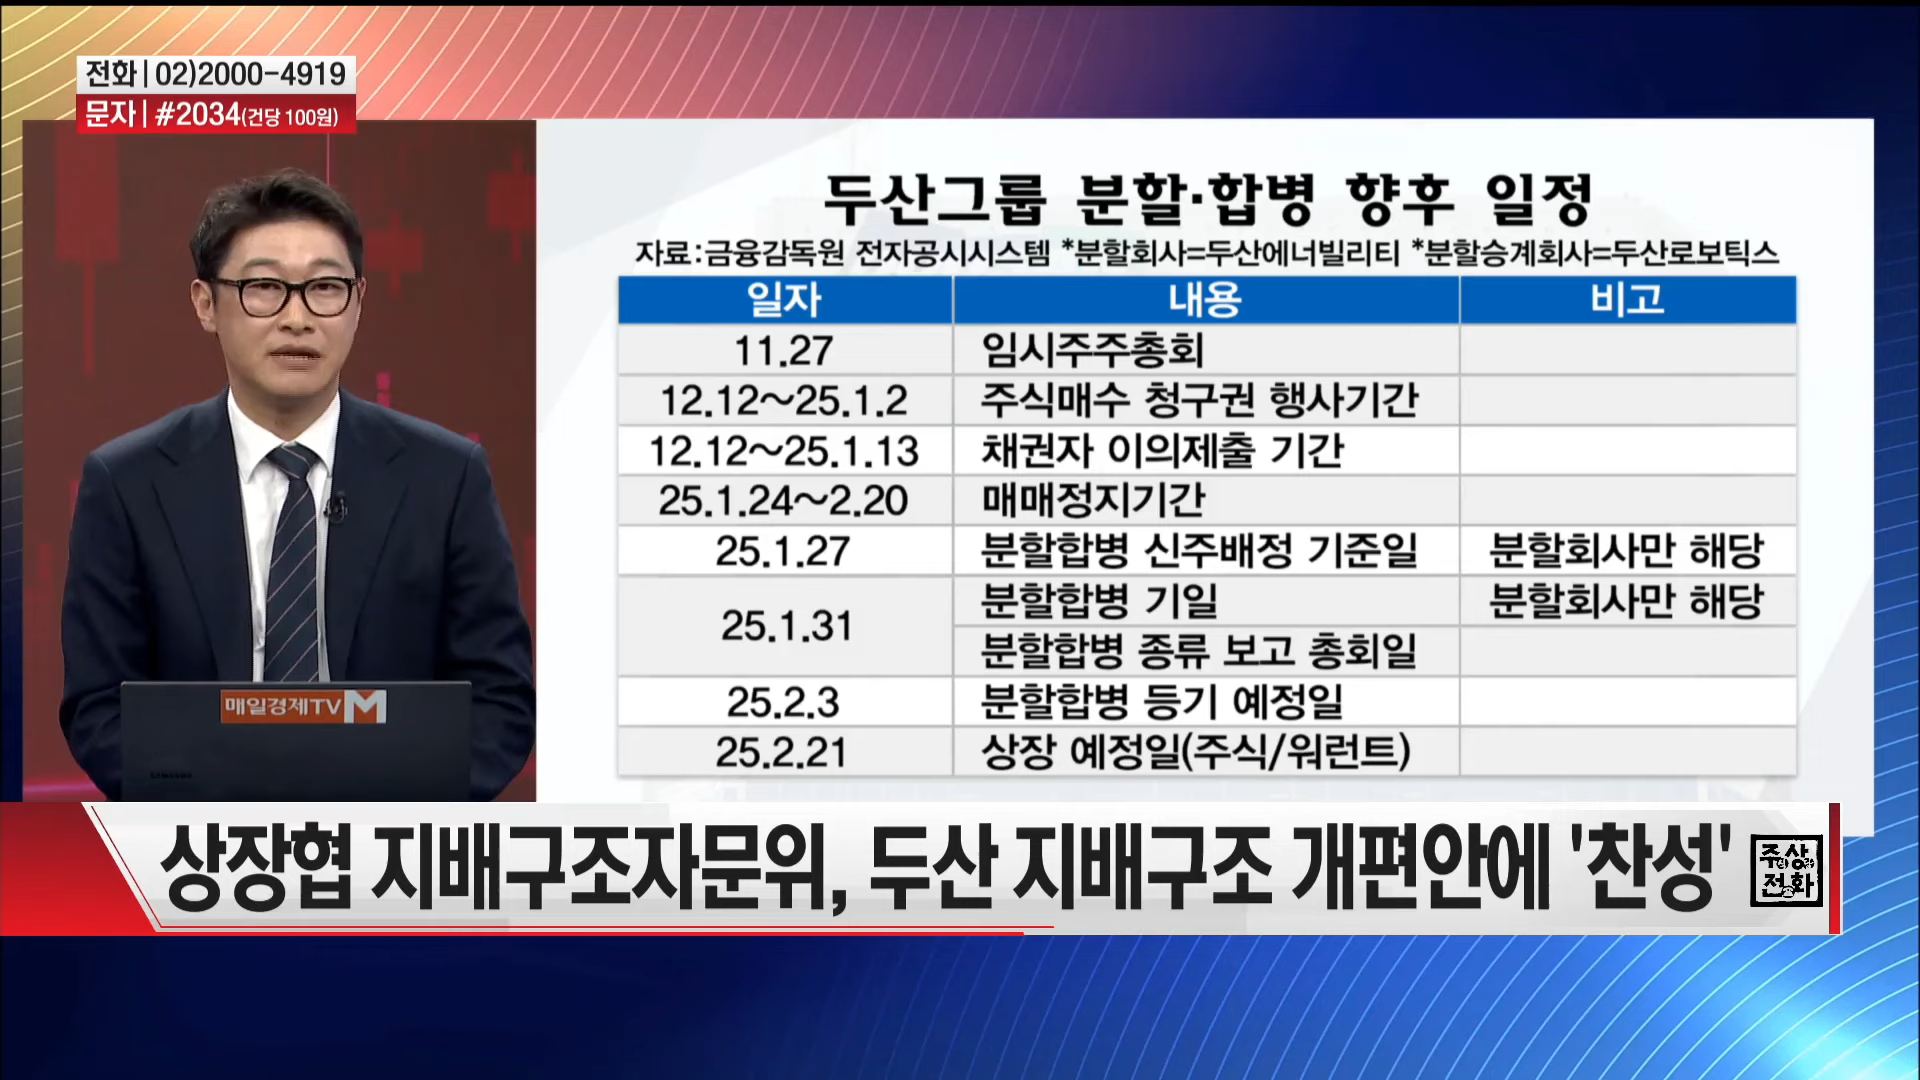 전화 | 02)2000-4919
문자 | #2034(건당 100원)
두산그룹 분할·합병 향후 일정
자료:금융감독원 전자공시시스템 *분할회사=두산에너빌리티 *분할승계회사=두산로보틱스
일자 내용 비고
11.27 임시주주총회
12.12~25.1.2 주식매수 청구권 행사기간
12.12~25.1.13 채권자 이의제출 기간
25.1.24~2.20 매매정지기간
25.1.27 분할합병 신주배정 기준일 분할회사만 해당
25.1.31 분할합병 기일 분할회사만 해당
분할합병 종류 보고 총회일
25.2.3 분할합병 등기 예정일
25.2.21 상장 예정일(주식/워런트)
매일경제TV M
SAMSUNG
상장협 지배구조자문위, 두산 지배구조 개편안에 '찬성'
주상
전화